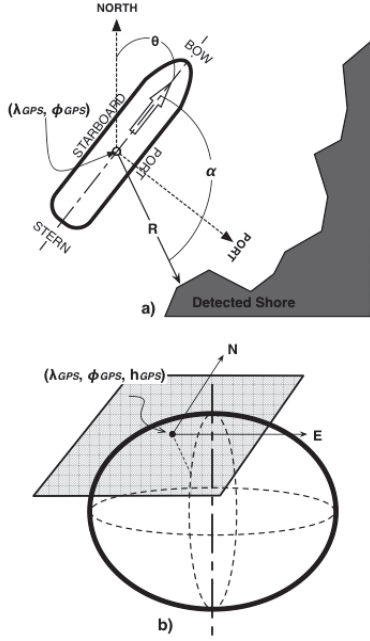 NORTH
θ
BOW
(λGPS, ϕGPS)
STARBOARD
PORT
α
STERN
R
PORT
Detected Shore
a)
N
(λGPS, ϕGPS, hGPS)
E
b)